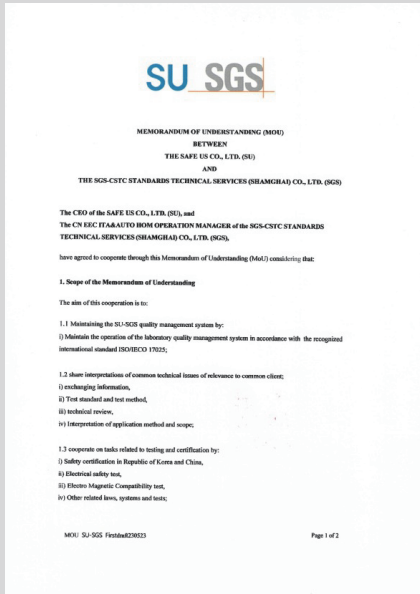 SU SGS
MEMORANDUM OF UNDERSTANDING (MOU)
BETWEEN
THE SAFE US CO., LTD. (SU)
AND
THE SGS-CSTC STANDARDS TECHNICAL SERVICES (SHAMGHAI) CO., LTD. (SGS)
The CEO of the SAFE US CO., LTD. (SU), and
The CN EEC ITA&AUTO HOM OPERATION MANAGER of the SGS-CSTC STANDARDS
TECHNICAL SERVICES (SHAMGHAI) CO., LTD. (SGS),
have agreed to cooperate through this Memorandum of Understanding (MoU) considering that:
1. Scope of the Memorandum of Understanding
The aim of this cooperation is to:
1.1 Maintaining the SU-SGS quality management system by:
i) Maintain the operation of the laboratory quality management system in accordance with the recognized
international standard ISO/IECO 17025;
1.2 share interpretations of common technical issues of relevance to common client;
i) exchanging information,
ii) Test standard and test method,
iii) technical review,
iv) Interpretation of application method and scope;
1.3 cooperate on tasks related to testing and certification by:
i) Safety certification in Republic of Korea and China,
ii) Electrical safety test,
iii) Electro Magnetic Compatibility test,
iv) Other related laws, systems and tests;
MOU SU-SGS
Page 1 of 2